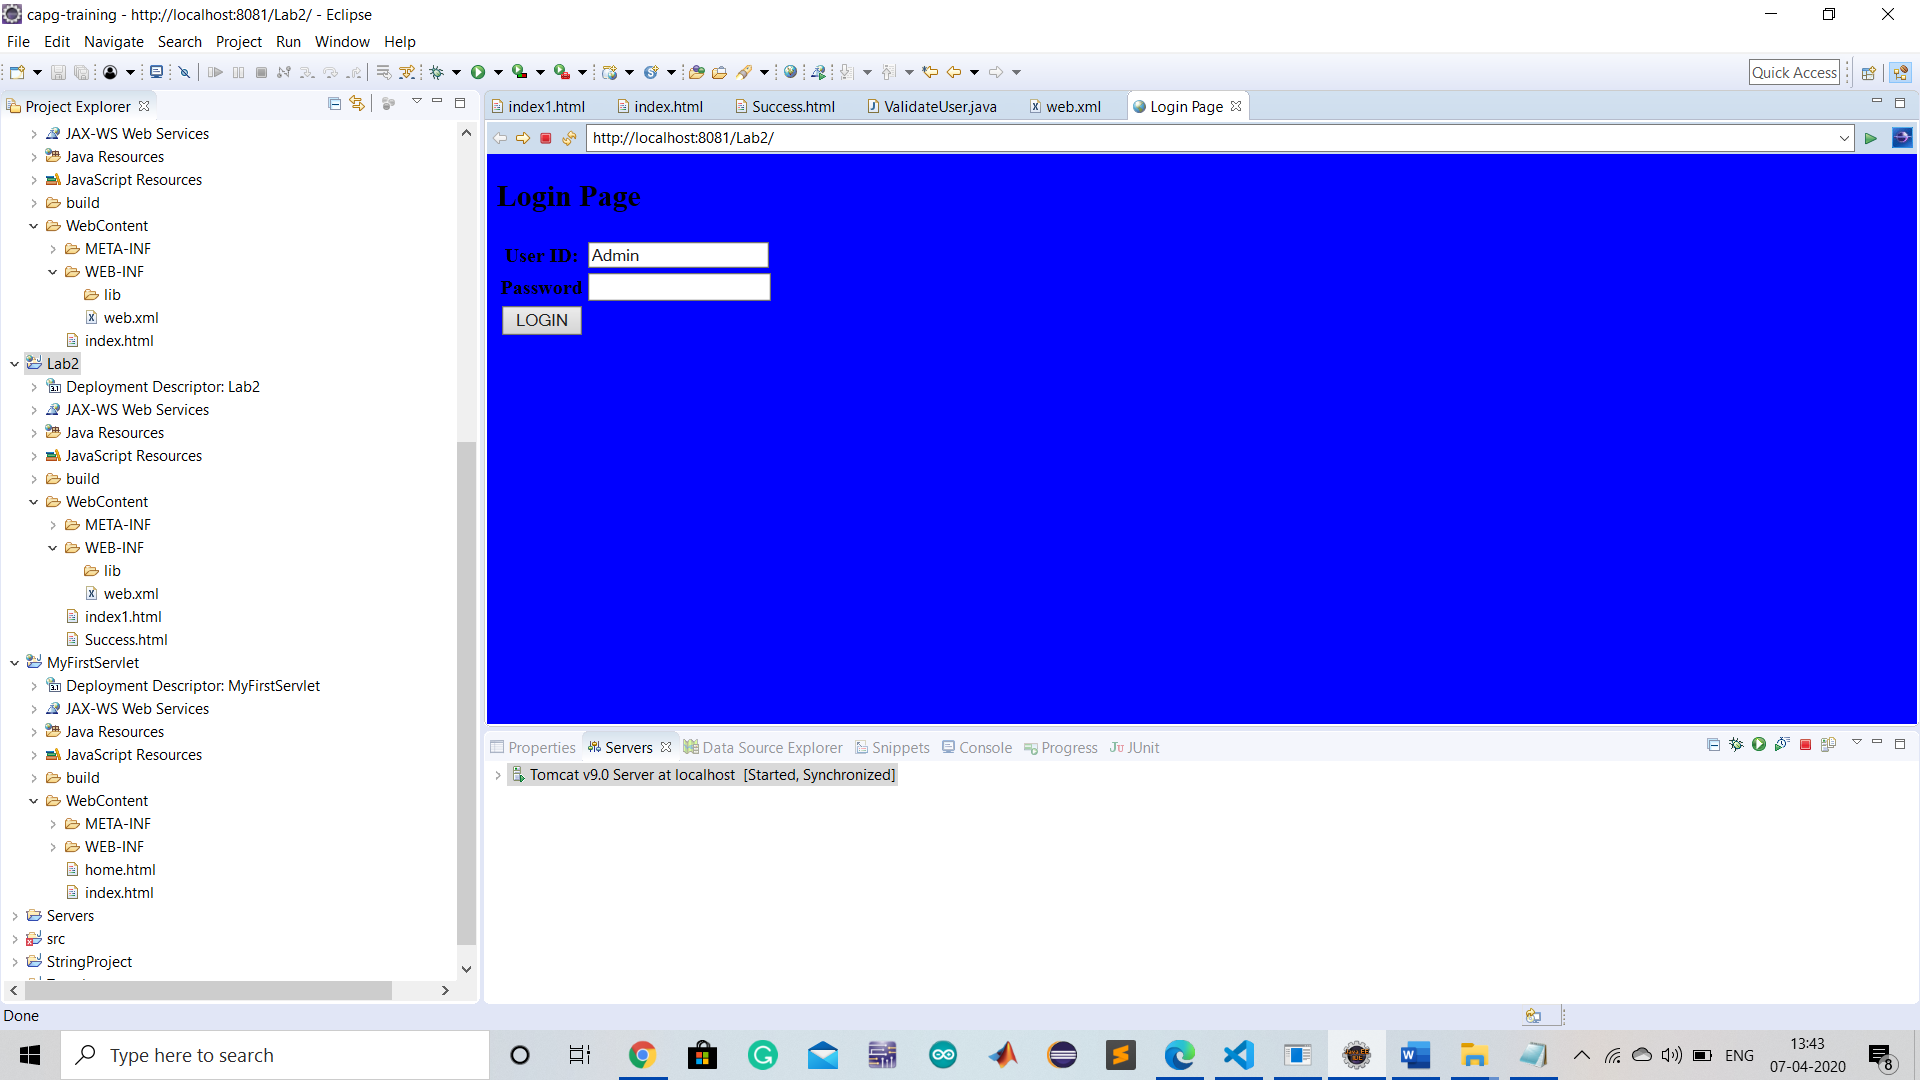 capg-training - http://localhost:8081/Lab2/ - Eclipse
File Edit Navigate Search Project Run Window Help
Quick Access
Project Explorer
JAX-WS Web Services
Java Resources
JavaScript Resources
build
WebContent
META-INF
WEB-INF
lib
web.xml
index.html
Lab2
Deployment Descriptor: Lab2
JAX-WS Web Services
Java Resources
JavaScript Resources
build
WebContent
META-INF
WEB-INF
lib
web.xml
index1.html
Success.html
MyFirstServlet
Deployment Descriptor: MyFirstServlet
JAX-WS Web Services
Java Resources
JavaScript Resources
build
WebContent
META-INF
WEB-INF
home.html
index.html
Servers
src
StringProject
index1.html index.html Success.html ValidateUser.java web.xml Login Page
http://localhost:8081/Lab2/
Login Page
User ID: Admin
Password
LOGIN
Properties Servers Data Source Explorer Snippets Console Progress JUnit
Tomcat v9.0 Server at localhost [Started, Synchronized]
Done
Type here to search
ENG
13:43
07-04-2020
8